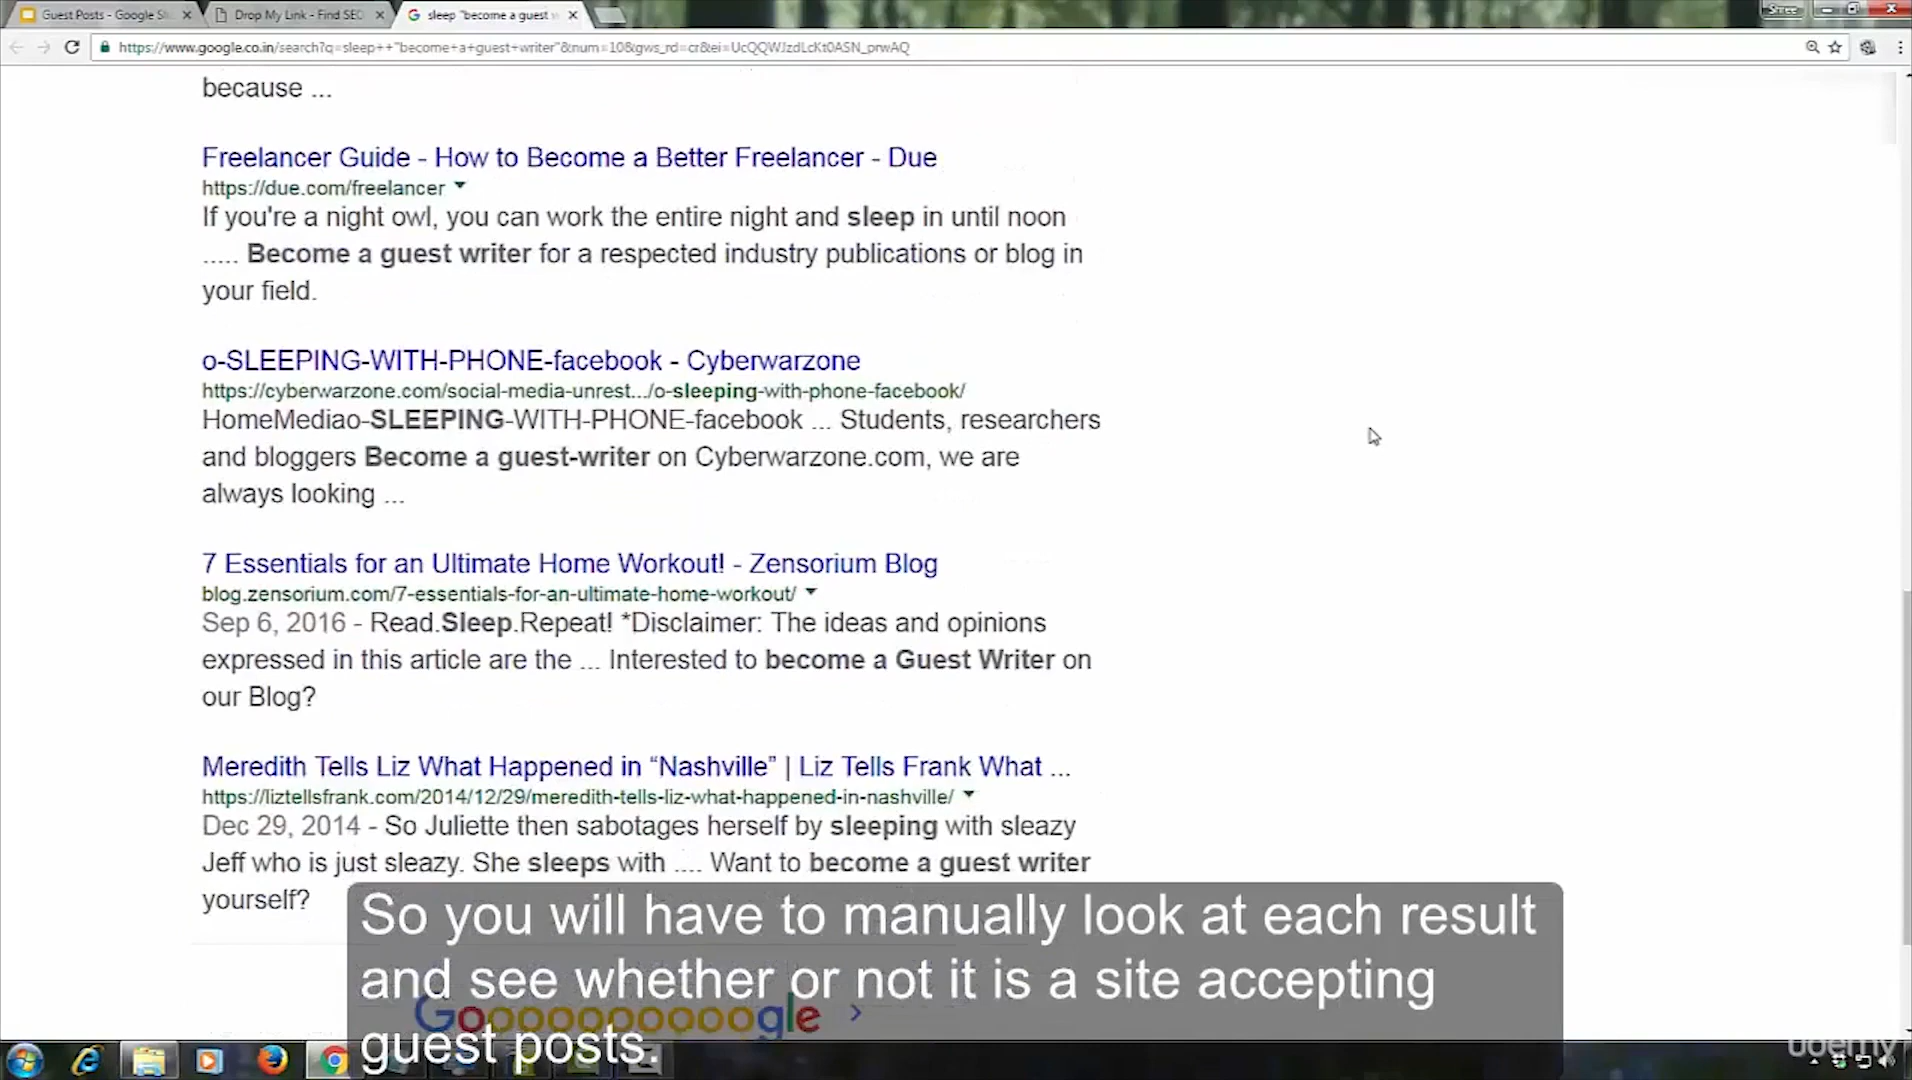 Guest Posts - Google Sli
Drop My Link - Find SEO
sleep "become a guest w
Shree
https://www.google.co.in/search?q=sleep++"become+a+guest+writer"&num=10&gws_rd=cr&ei=UcQQWJzdLcKt0ASN_prwAQ
because ...
Freelancer Guide - How to Become a Better Freelancer - Due
https://due.com/freelancer
If you're a night owl, you can work the entire night and sleep in until noon
..... Become a guest writer for a respected industry publications or blog in
your field.
o-SLEEPING-WITH-PHONE-facebook - Cyberwarzone
https://cyberwarzone.com/social-media-unrest.../o-sleeping-with-phone-facebook/
HomeMediao-SLEEPING-WITH-PHONE-facebook ... Students, researchers
and bloggers Become a guest-writer on Cyberwarzone.com, we are
always looking ...
7 Essentials for an Ultimate Home Workout! - Zensorium Blog
blog.zensorium.com/7-essentials-for-an-ultimate-home-workout/
Sep 6, 2016 - Read.Sleep.Repeat! *Disclaimer: The ideas and opinions
expressed in this article are the ... Interested to become a Guest Writer on
our Blog?
Meredith Tells Liz What Happened in “Nashville” | Liz Tells Frank What ...
https://liztellsfrank.com/2014/12/29/meredith-tells-liz-what-happened-in-nashville/
Dec 29, 2014 - So Juliette then sabotages herself by sleeping with sleazy
Jeff who is just sleazy. She sleeps with .... Want to become a guest writer
yourself?
So you will have to manually look at each result
and see whether or not it is a site accepting
guest posts.
Goooooooooogle
udemy